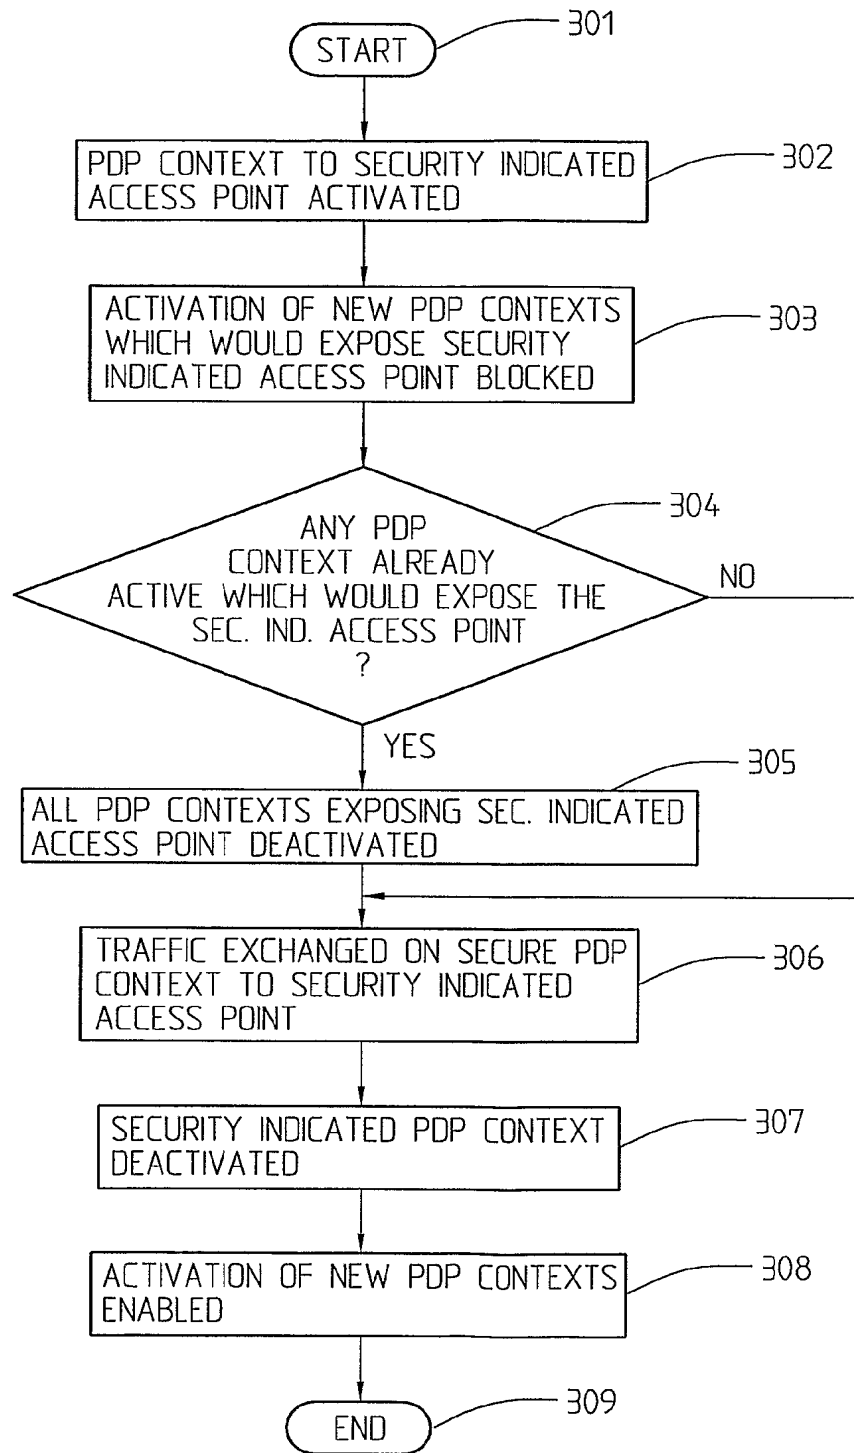 START
301
PDP CONTEXT TO SECURITY INDICATED
ACCESS POINT ACTIVATED
302
ACTIVATION OF NEW PDP CONTEXTS
WHICH WOULD EXPOSE SECURITY
INDICATED ACCESS POINT BLOCKED
303
ANY PDP
CONTEXT ALREADY
ACTIVE WHICH WOULD EXPOSE THE
SEC. IND. ACCESS POINT
?
304
NO
YES
ALL PDP CONTEXTS EXPOSING SEC. INDICATED
ACCESS POINT DEACTIVATED
305
TRAFFIC EXCHANGED ON SECURE PDP
CONTEXT TO SECURITY INDICATED
ACCESS POINT
306
SECURITY INDICATED PDP CONTEXT
DEACTIVATED
307
ACTIVATION OF NEW PDP CONTEXTS
ENABLED
308
END
309